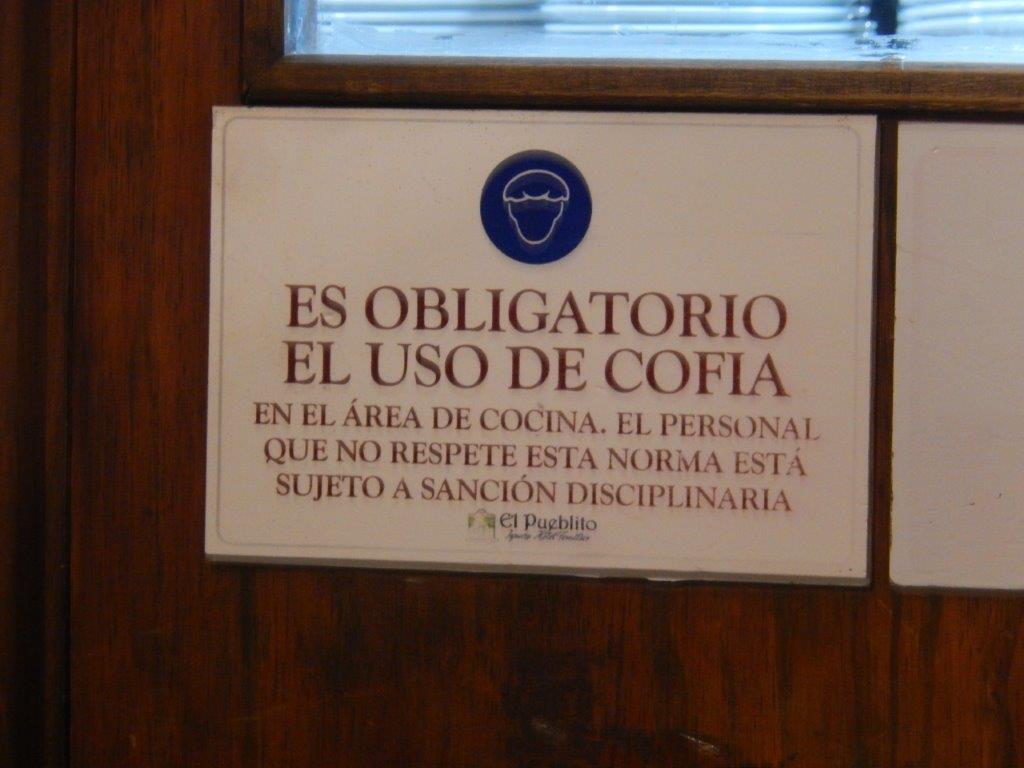 ES OBLIGATORIO
EL USO DE COFIA
EN EL ÁREA DE COCINA. EL PERSONAL
QUE NO RESPETE ESTA NORMA ESTÁ
SUJETO A SANCIÓN DISCIPLINARIA
El Pueblito